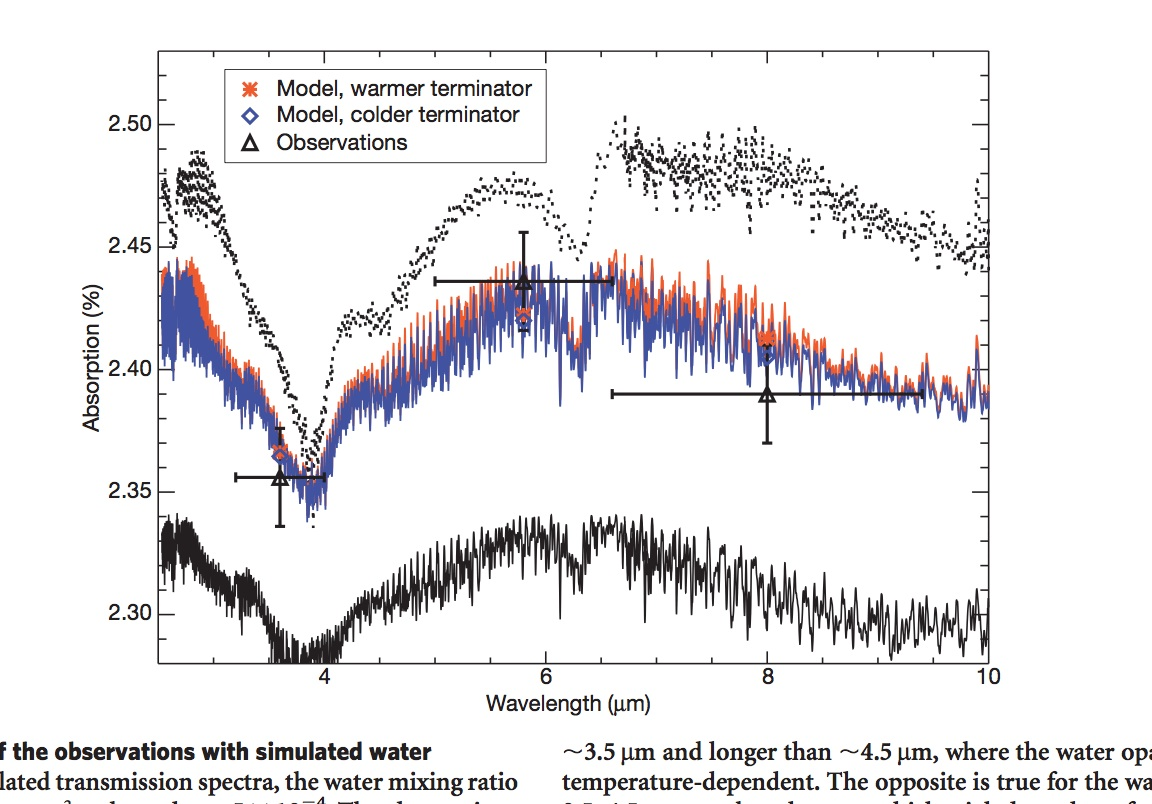 Model, warmer terminator
Model, colder terminator
Observations
2.50
2.45
2.40
2.35
2.30
Absorption (%)
4
6
8
10
Wavelength (μm)
f the observations with simulated water
lated transmission spectra, the water mixing ratio
~3.5 μm and longer than ~4.5 μm, where the water opa
temperature-dependent. The opposite is true for the wa